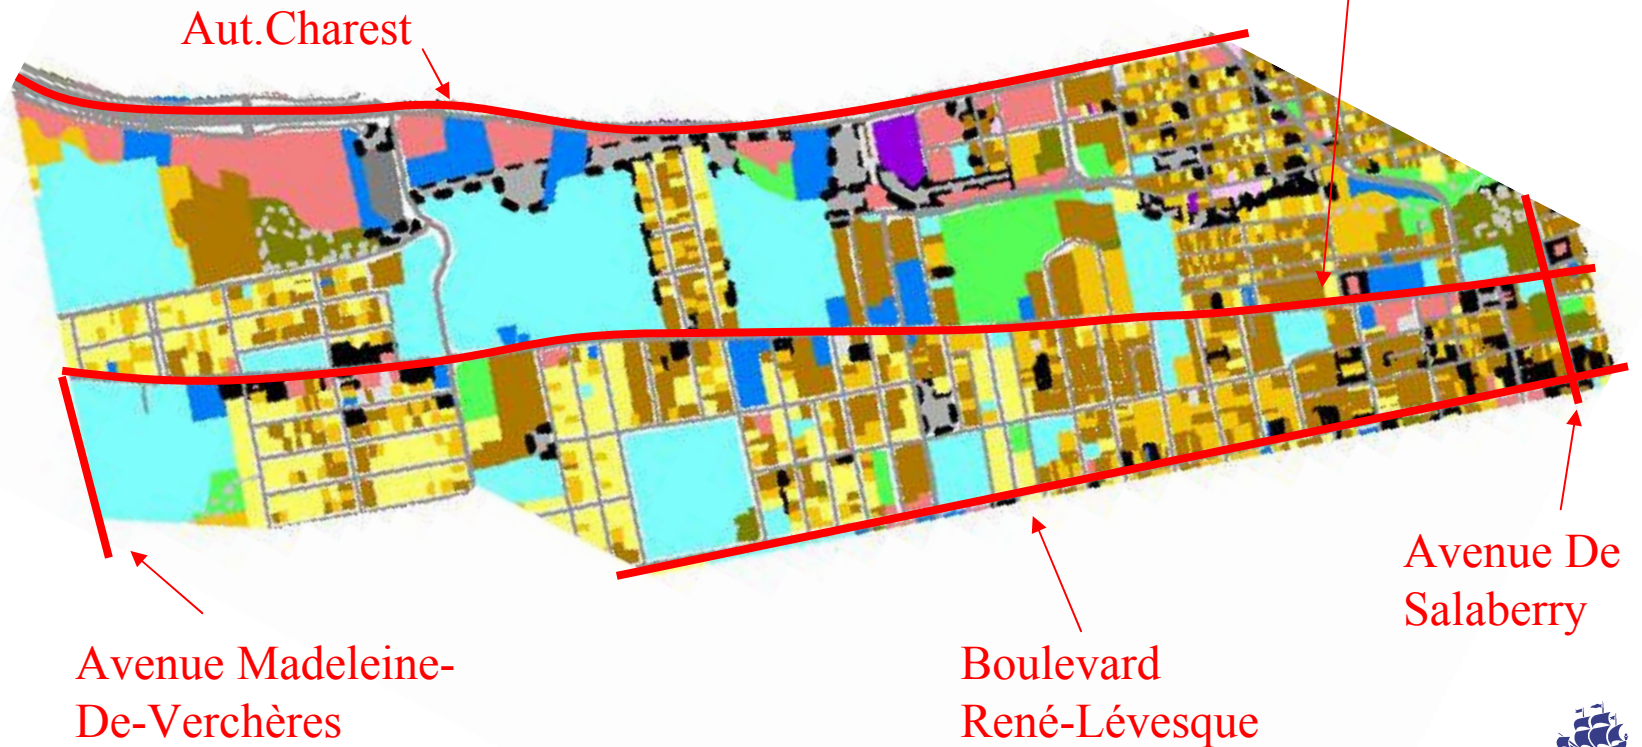 Aut.Charest
Avenue De
Salaberry
Avenue Madeleine-
De-Verchères
Boulevard
René-Lévesque